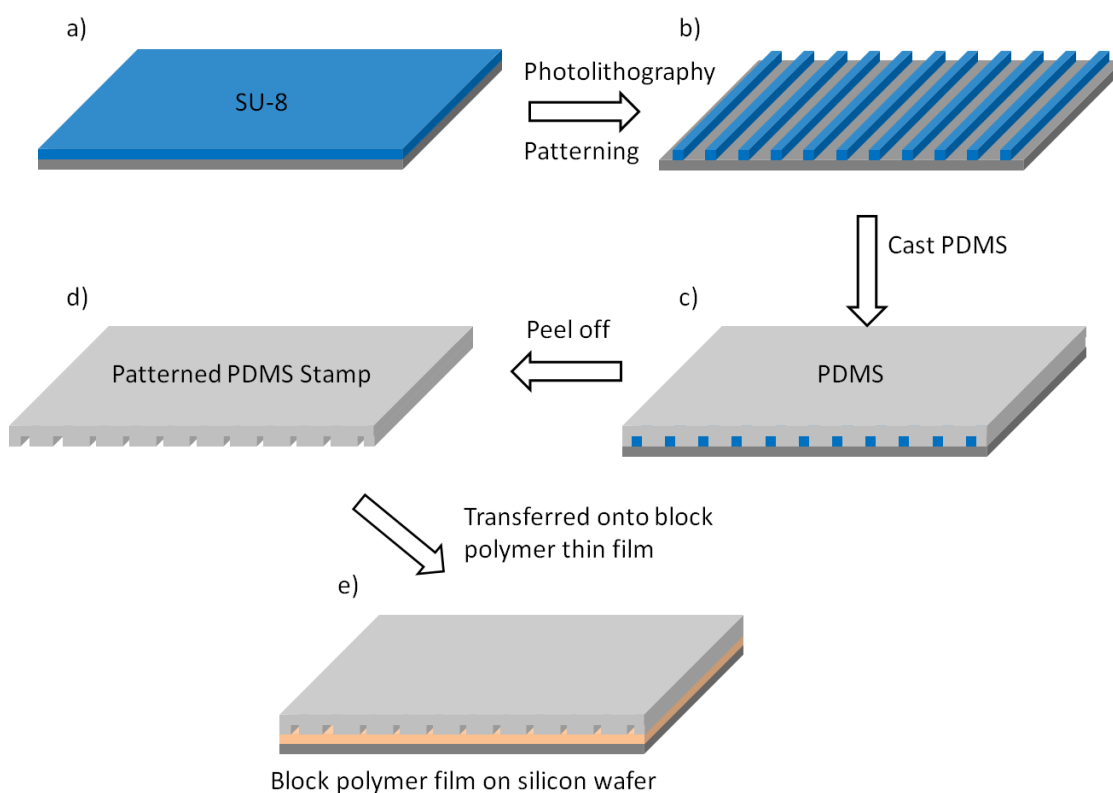 a)
SU-8
Photolithography
Patterning
b)
Cast PDMS
c)
PDMS
Peel off
d)
Patterned PDMS Stamp
Transferred onto block
polymer thin film
e)
Block polymer film on silicon wafer